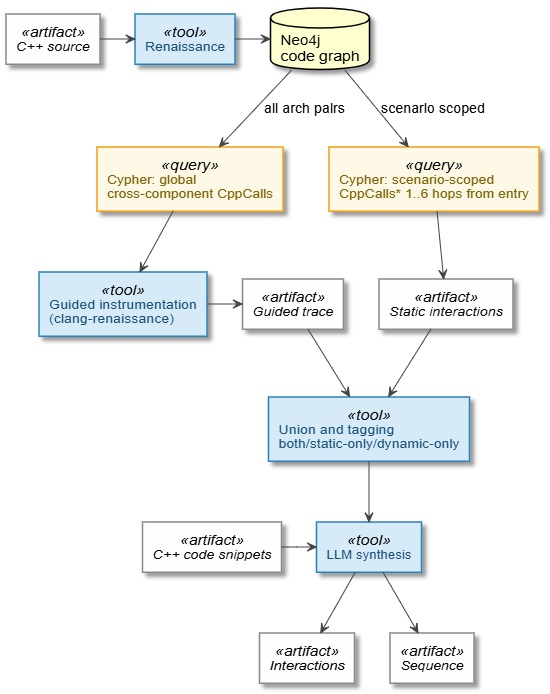 «artifact»
C++ source
«tool»
Renaissance
Neo4j
code graph
all arch pairs
scenario scoped
«query»
Cypher: global
cross-component CppCalls
«query»
Cypher: scenario-scoped
CppCalls* 1..6 hops from entry
«tool»
Guided instrumentation
(clang-renaissance)
«artifact»
Guided trace
«artifact»
Static interactions
«tool»
Union and tagging
both/static-only/dynamic-only
«artifact»
C++ code snippets
«tool»
LLM synthesis
«artifact»
Interactions
«artifact»
Sequence